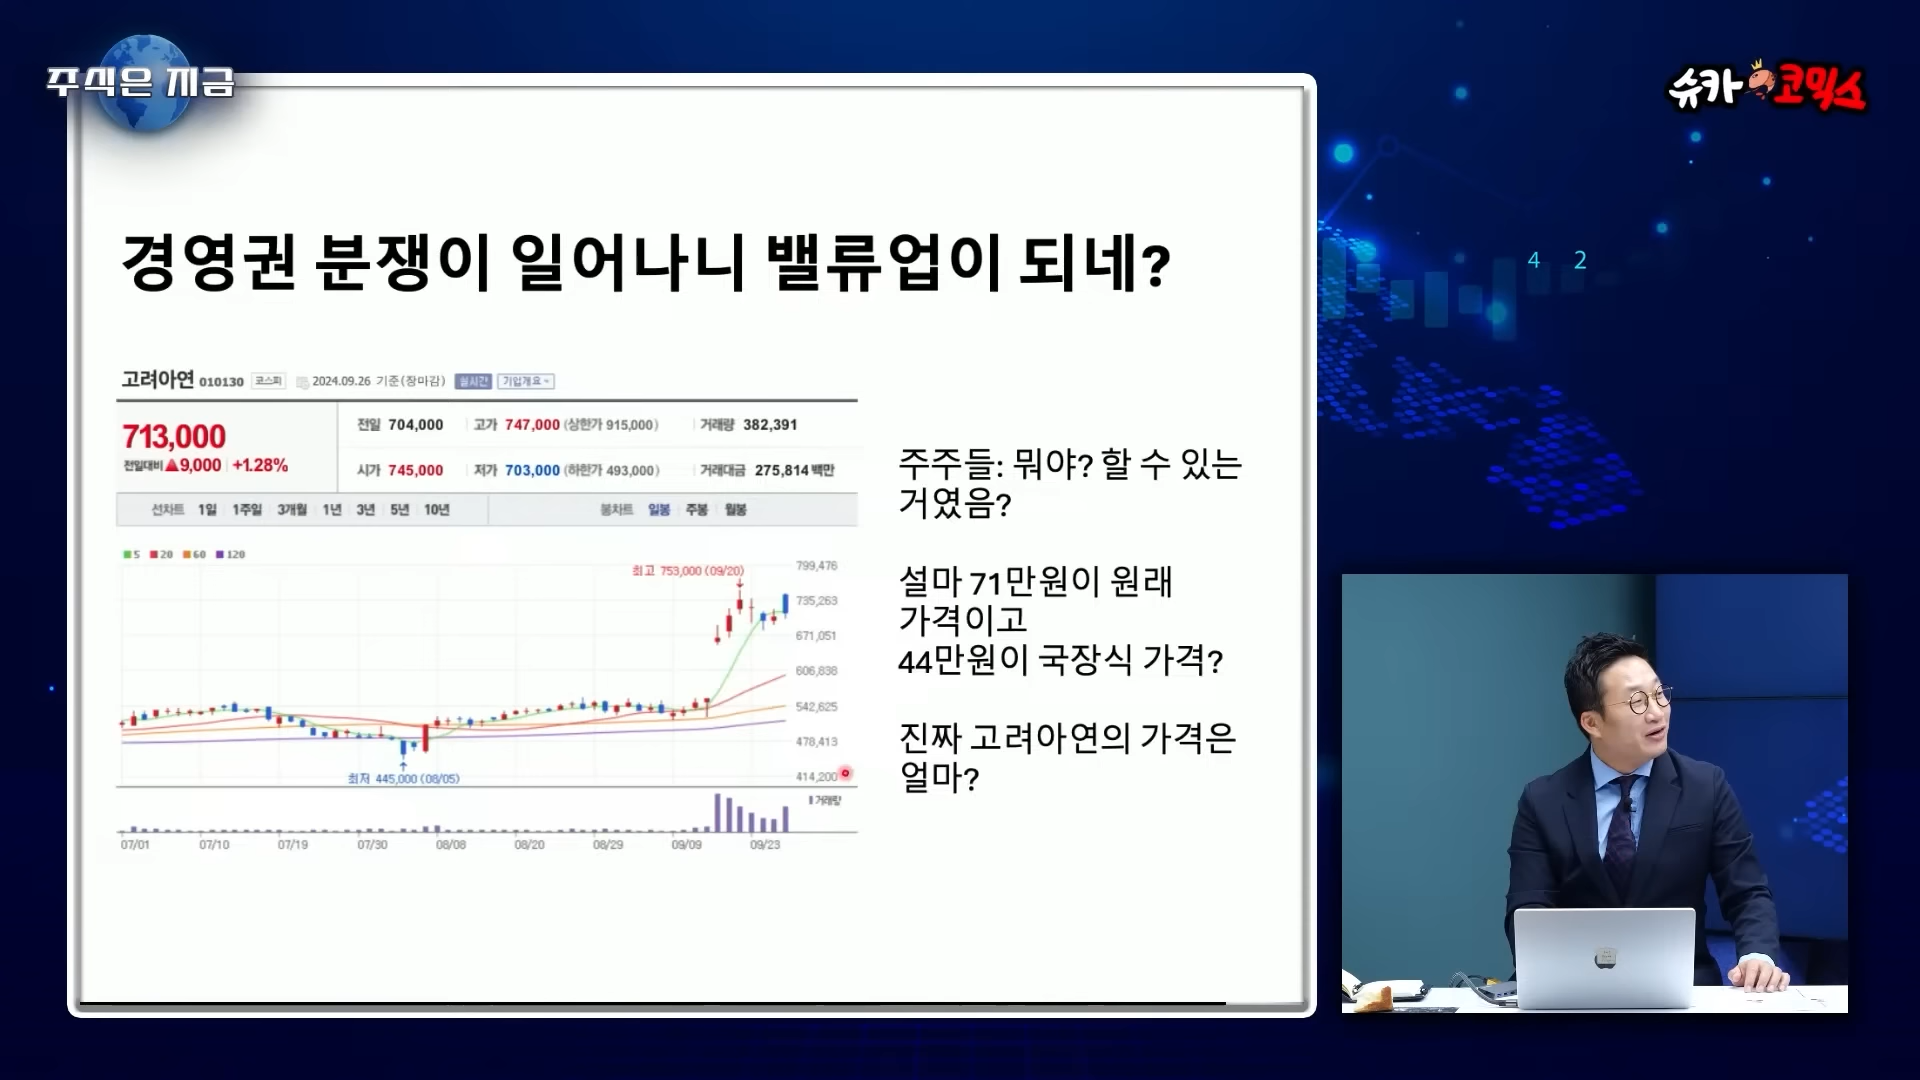 주식은 지금
슈카코믹스
경영권 분쟁이 일어나니 밸류업이 되네?
고려아연 010130 코스피 2024.09.26 기준(장마감) 실시간 기업개요
713,000
전일대비 ▲9,000 +1.28%
전일 704,000 고가 747,000 (상한가 915,000) 거래량 382,391
시가 745,000 저가 703,000 (하한가 493,000) 거래대금 275,814 백만
선차트 1일 1주일 3개월 1년 3년 5년 10년 봉차트 일봉 주봉 월봉
5 20 60 120
최고 753,000 (09/20)
799,476
735,263
671,051
606,838
542,625
478,413
414,200
최저 445,000 (08/05)
거래량
07/01 07/10 07/19 07/30 08/08 08/20 08/29 09/09 09/23
주주들: 뭐야? 할 수 있는
거였음?
설마 71만원이 원래
가격이고
44만원이 국장식 가격?
진짜 고려아연의 가격은
얼마?
4 2